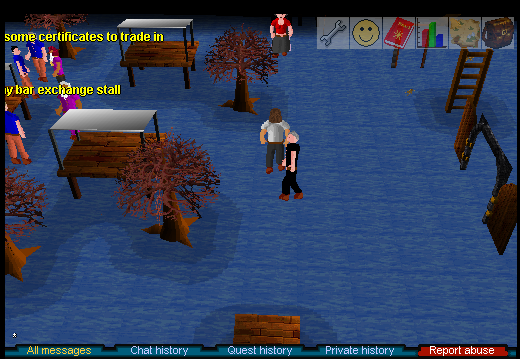 some certificates to trade in
y bar exchange stall
*
All messages
Chat history
Quest history
Private history
Report abuse